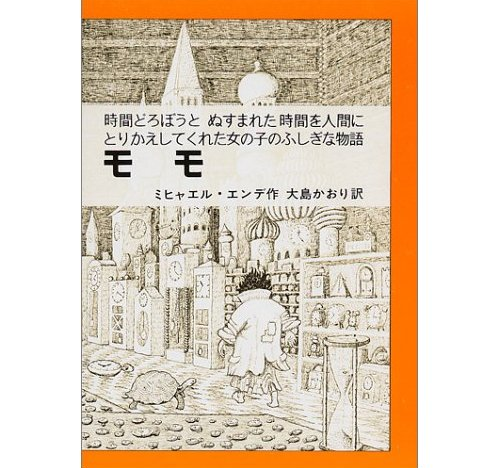 時間どろぼうと ぬすまれた時間を人間に
とりかえしてくれた女の子のふしぎな物語
モモ
ミヒャエル・エンデ作 大島かおり訳